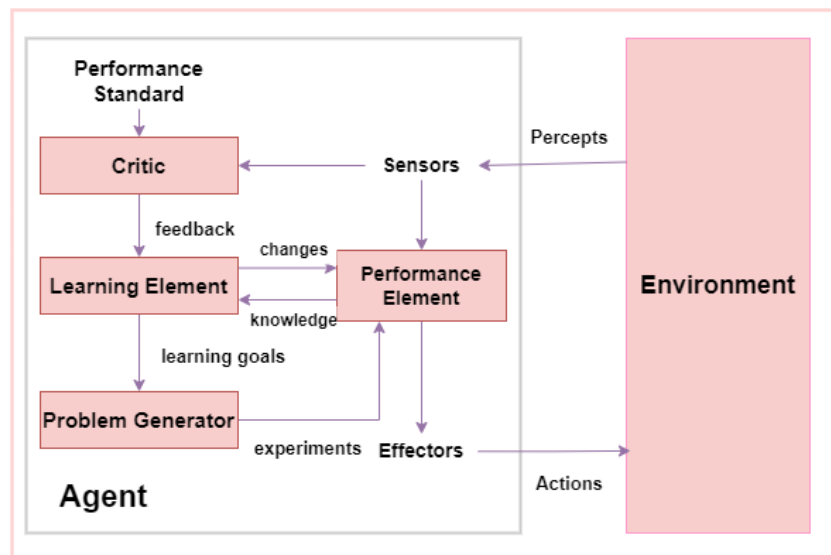 Performance
Standard
Percepts
Critic
Sensors
feedback
changes
Learning Element
Performance
Element
Environment
knowledge
learning goals
Problem Generator
experiments
Effectors
Actions
Agent